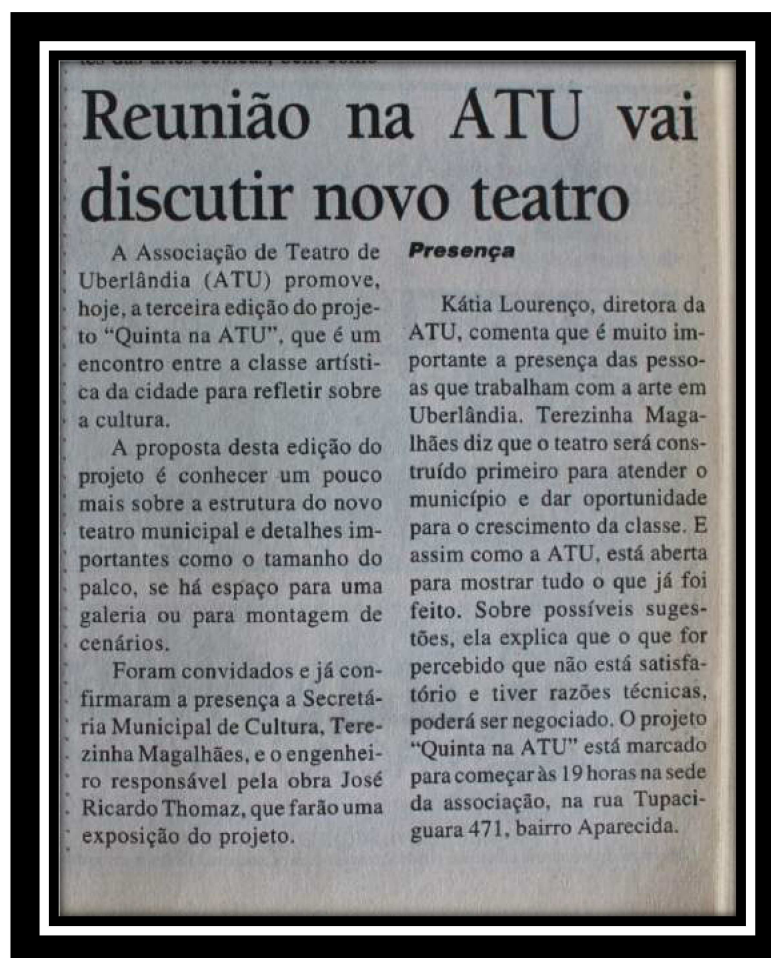 Reunião na ATU vai
discutir novo teatro
A Associação de Teatro de
Uberlândia (ATU) promove,
hoje, a terceira edição do proje-
to “Quinta na ATU”, que é um
encontro entre a classe artísti-
ca da cidade para refletir sobre
a cultura.
A proposta desta edição do
projeto é conhecer um pouco
mais sobre a estrutura do novo
teatro municipal e detalhes im-
portantes como o tamanho do
palco, se há espaço para uma
galeria ou para montagem de
cenários.
Foram convidados e já con-
firmaram a presença a Secretá-
ria Municipal de Cultura, Tere-
zinha Magalhães, e o engenhei-
ro responsável pela obra José
Ricardo Thomaz, que farão uma
exposição do projeto.
Presença
Kátia Lourenço, diretora da
ATU, comenta que é muito im-
portante a presença das pesso-
as que trabalham com a arte em
Uberlândia. Terezinha Maga-
lhães diz que o teatro será cons-
truído primeiro para atender o
município e dar oportunidade
para o crescimento da classe. E
assim como a ATU, está aberta
para mostrar tudo o que já foi
feito. Sobre possíveis suges-
tões, ela explica que o que for
percebido que não está satisfa-
tório e tiver razões técnicas,
poderá ser negociado. O projeto
“Quinta na ATU” está marcado
para começar às 19 horas na sede
da associação, na rua Tupaci-
guara 471, bairro Aparecida.